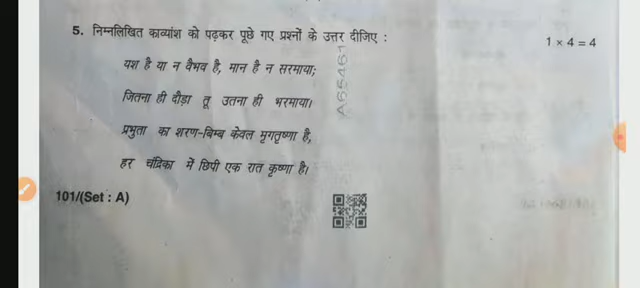 5. निम्नलिखित काव्यांश को पढ़कर पूछे गए प्रश्नों के उत्तर दीजिए : 1 × 4 = 4
यश है या न वैभव है, मान है न सरमाया;
जितना ही दौड़ा तू उतना ही भरमाया।
प्रभुता का शरण-बिम्ब केवल मृगतृष्णा है,
हर चंद्रिका में छिपी एक रात कृष्णा है।
A65461
101/(Set : A)